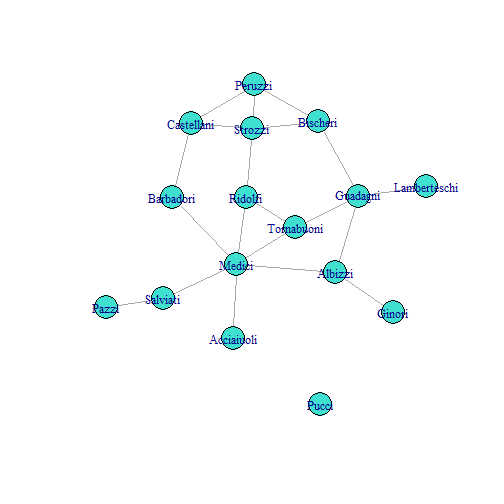 Peruzzi
Castellani
Strozzi
Bischeri
Barbadori
Ridolfi
Guadagni
Lamberteschi
Tornabuoni
Medici
Albizzi
Pazzi
Salviati
Ginori
Acciaiuoli
Pucci